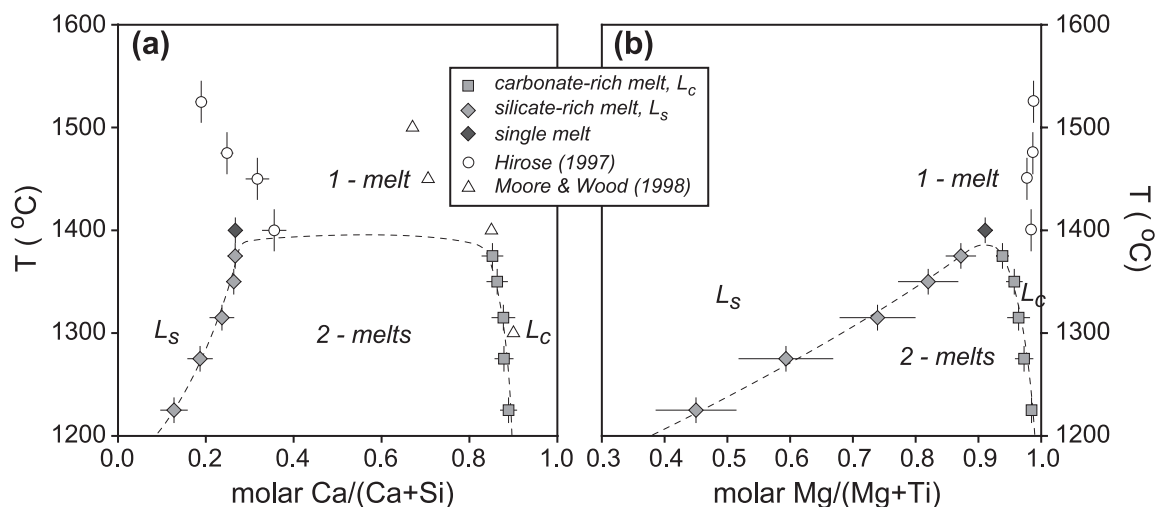 1600
1500
1400
1300
1200
T ( °C)
(a)
1 - melt
2 - melts
Ls
Lc
0.0 0.2 0.4 0.6 0.8 1.0
molar Ca/(Ca+Si)
carbonate-rich melt, Lc
silicate-rich melt, Ls
single melt
Hirose (1997)
Moore & Wood (1998)
(b)
1 - melt
Ls
Lc
2 - melts
0.3 0.4 0.5 0.6 0.7 0.8 0.9 1.0
molar Mg/(Mg+Ti)
1600
1500
1400
1300
1200
T ( °C)